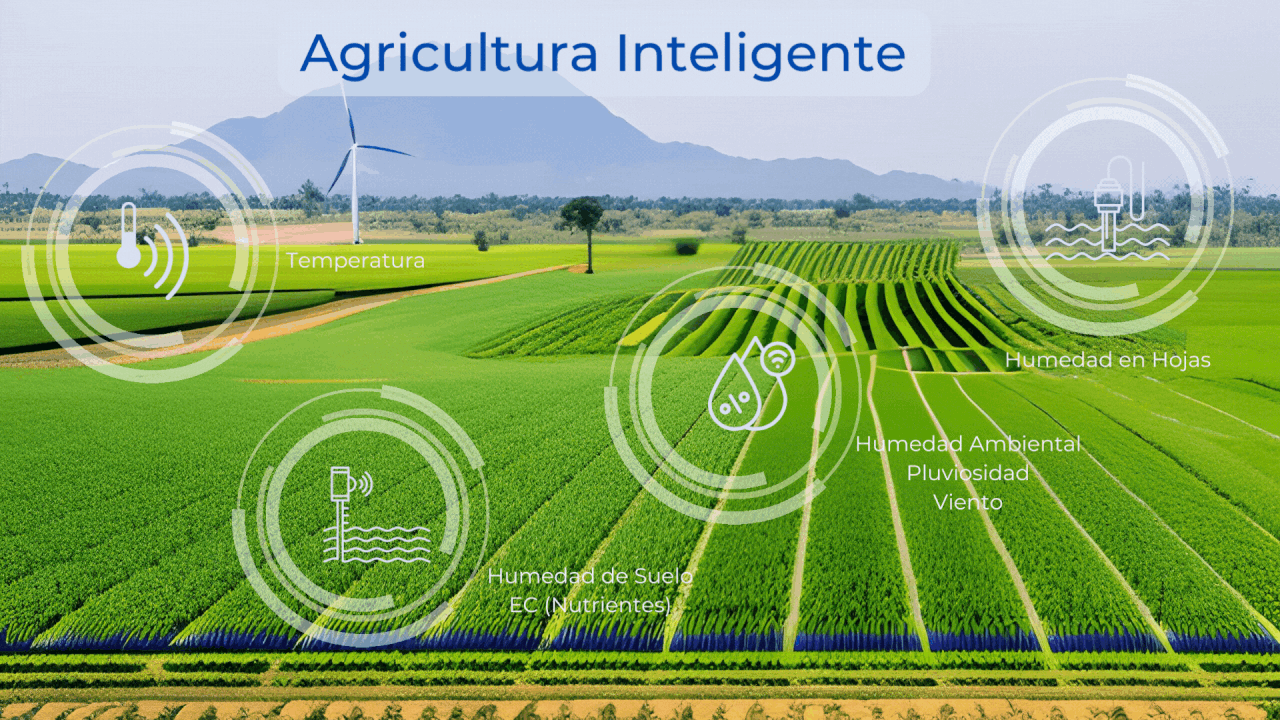 Agricultura Inteligente
Temperatura
Humedad en Hojas
Humedad Ambiental
Pluviosidad
Viento
Humedad de Suelo
EC (Nutrientes)
%